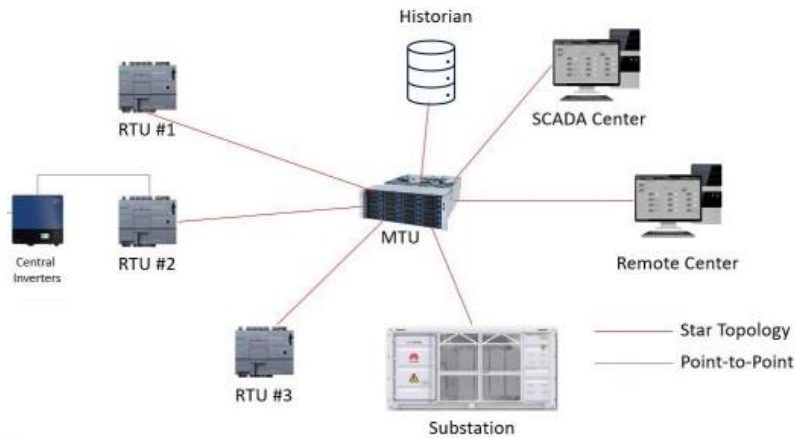 Historian
RTU #1
SCADA Center
MTU
Central
Inverters
RTU #2
Remote Center
RTU #3
Substation
Star Topology
Point-to-Point